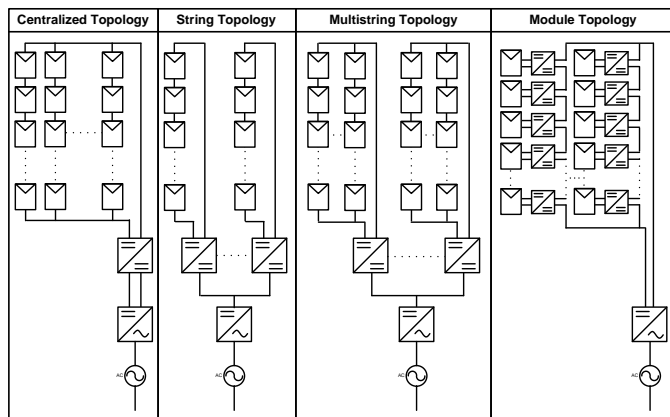 Centralized Topology
String Topology
Multistring Topology
Module Topology
AC
AC
AC
AC